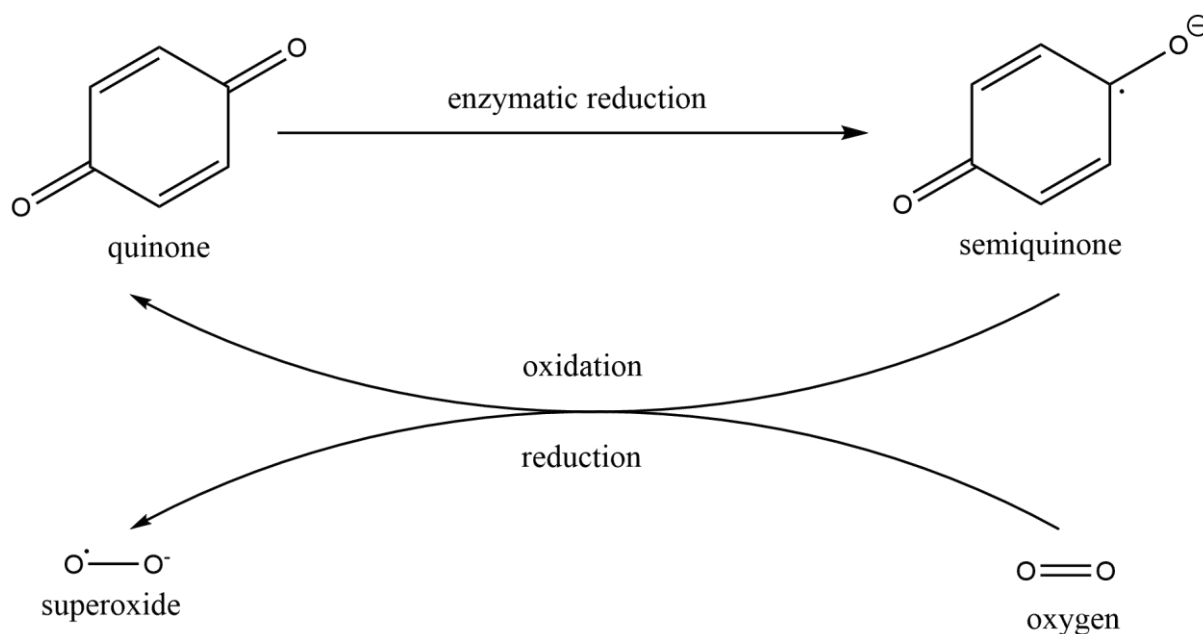 O
O
⊖
enzymatic reduction
O
O
quinone
semiquinone
oxidation
reduction
O˙—O-
O=O
superoxide
oxygen